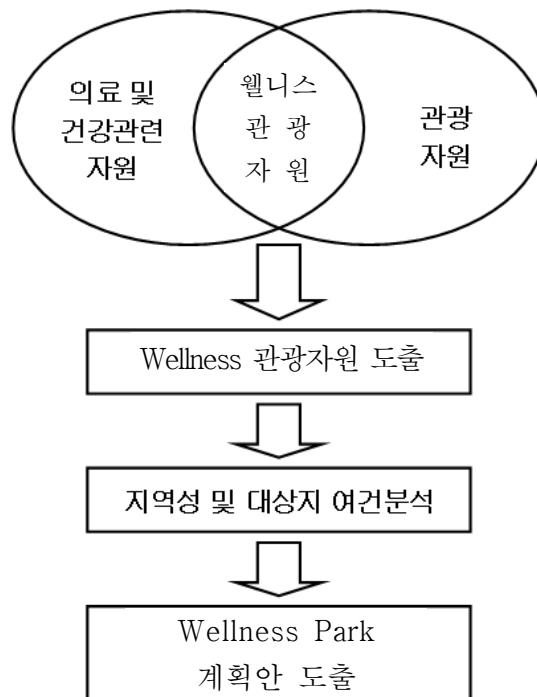 의료 및
건강관련
자원
웰니스
관 광
자 원
관광
자원
Wellness 관광자원 도출
지역성 및 대상지 여건분석
Wellness Park
계획안 도출